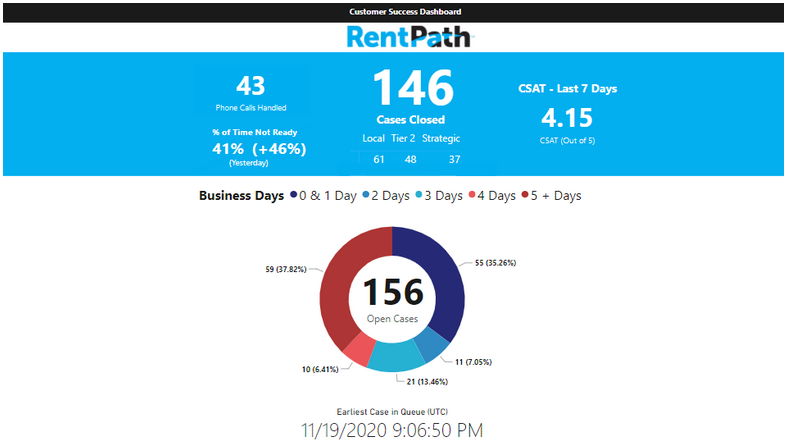 Customer Success Dashboard
RentPath
43
Phone Calls Handled
% of Time Not Ready
41% (+46%)
(Yesterday)
146
Cases Closed
Local Tier 2 Strategic
61 48 37
CSAT - Last 7 Days
4.15
CSAT (Out of 5)
Business Days 0 & 1 Day 2 Days 3 Days 4 Days 5 + Days
59 (37.82%)
55 (35.26%)
156
Open Cases
11 (7.05%)
10 (6.41%)
21 (13.46%)
Earliest Case in Queue (UTC)
11/19/2020 9:06:50 PM